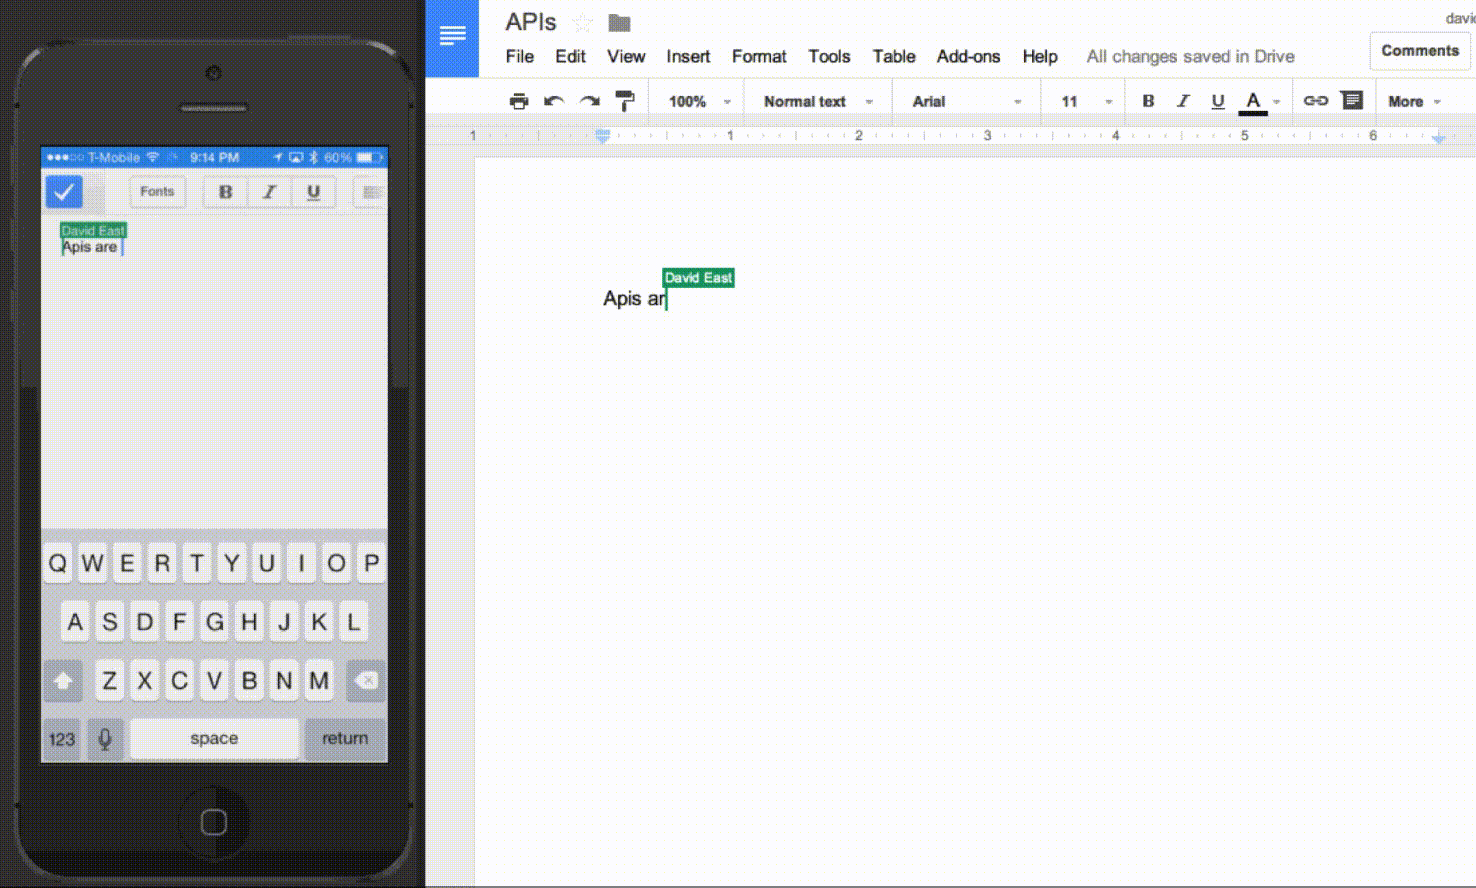 T-Mobile 9:14 PM 60%
Fonts B I U
David East
Apis are
Q W E R T Y U I O P
A S D F G H J K L
Z X C V B N M
123 space return
APIs
davi
File Edit View Insert Format Tools Table Add-ons Help All changes saved in Drive
Comments
100% Normal text Arial 11 B I U A More
1 1 2 3 4 5 6
David East
Apis ar